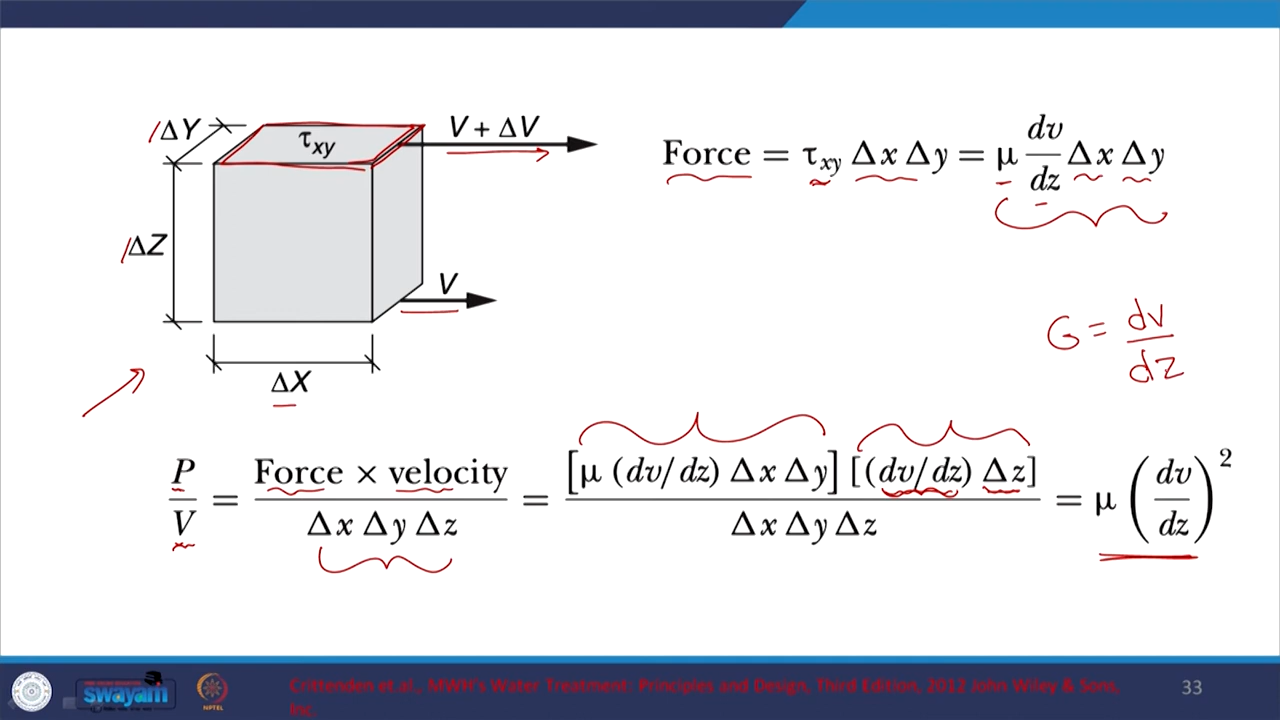 ΔY
τxy
V + ΔV
ΔZ
V
ΔX
Force = τxy Δx Δy = μ dv/dz Δx Δy
G = dv/dz
P/V = Force × velocity / Δx Δy Δz = [μ (dv/dz) Δx Δy] [(dv/dz) Δz] / Δx Δy Δz = μ (dv/dz)²
swayam
NPTEL
Crittenden et al., MWH's Water Treatment: Principles and Design, Third Edition, 2012 John Wiley & Sons,
Inc.
33